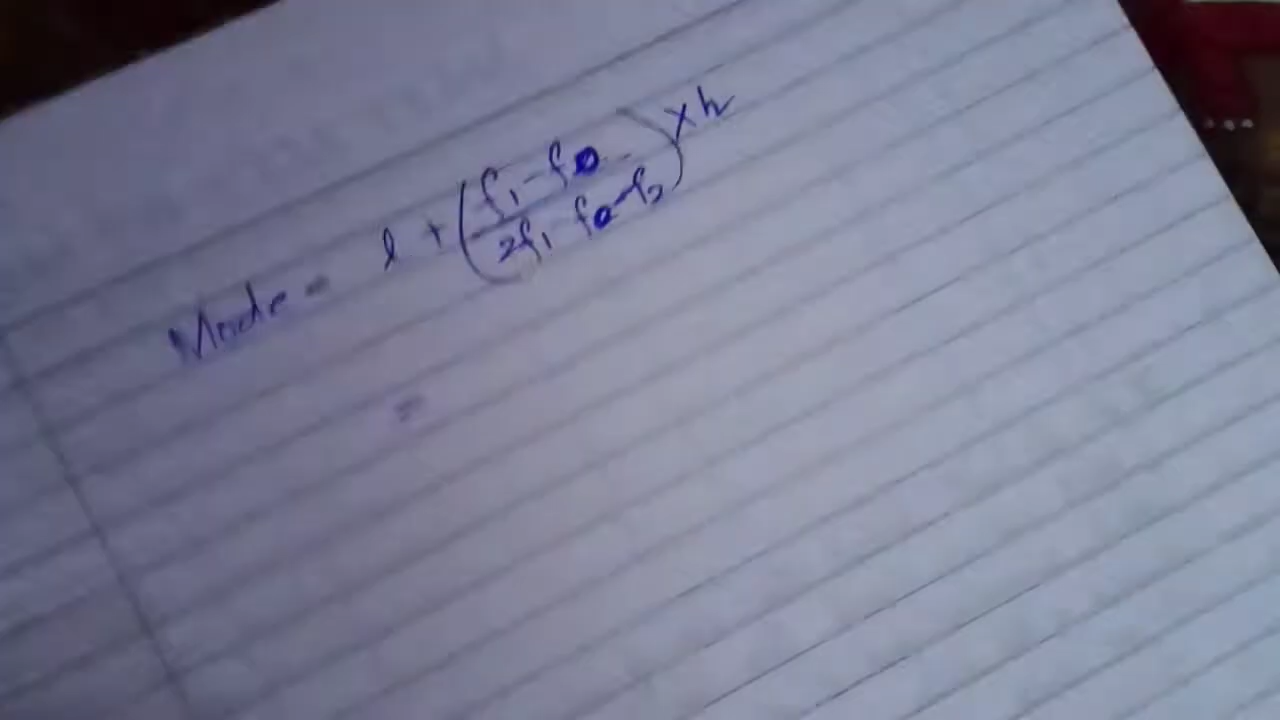 Mode = l + (f₁ - f₀ / 2f₁ - f₀ - f₂) × h
=